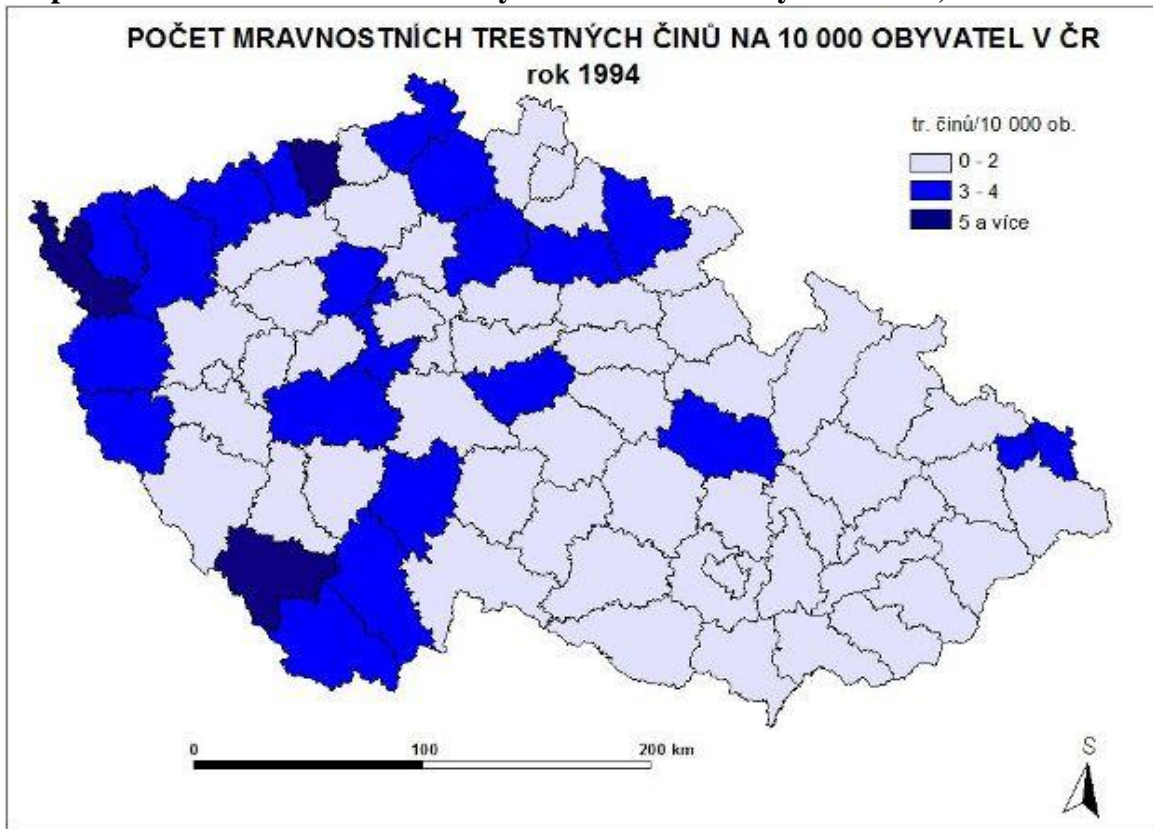 POČET MRAVNOSTNÍCH TRESTNÝCH ČINŮ NA 10 000 OBYVATEL V ČR
rok 1994
tr. činů/10 000 ob.
0 - 2
3 - 4
5 a více
0 100 200 km
S